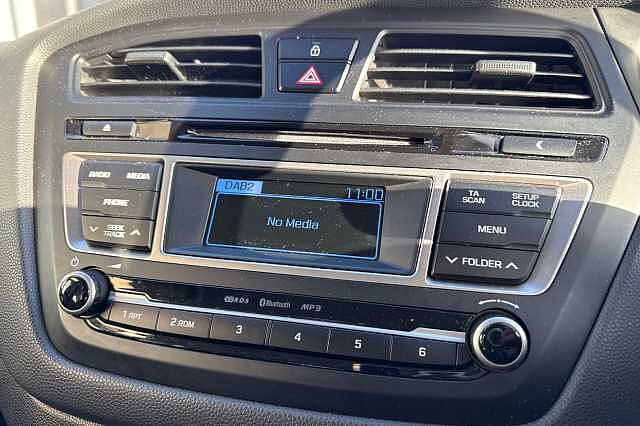 RADIO MEDIA
PHONE
SEEK
TRACK
DAB2 11:00
No Media
TA
SCAN
SETUP
CLOCK
MENU
FOLDER
RDS Bluetooth MP3
1 RPT 2 RDM 3 4 5 6